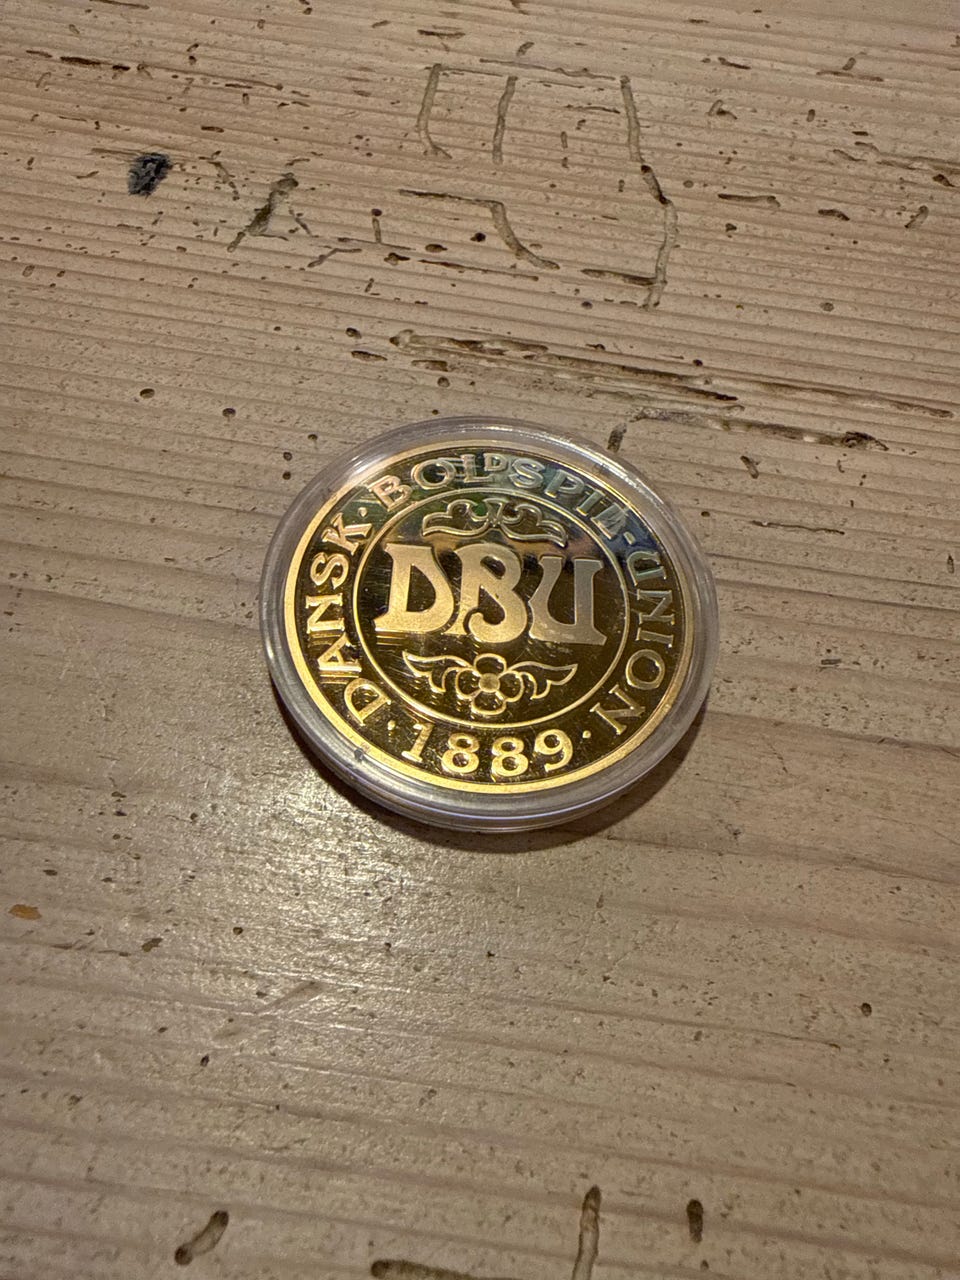 DANSK · BOLDSPIL-UNION
DBU
· 1889 ·